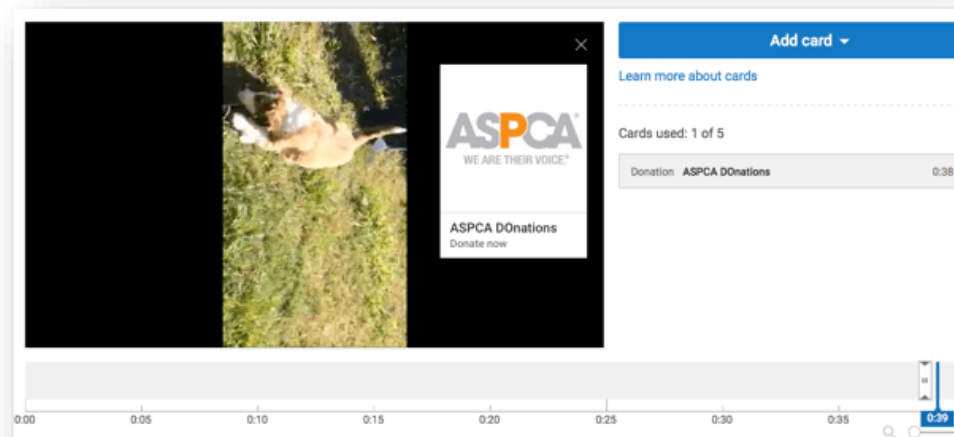 Add card
Learn more about cards
Cards used: 1 of 5
Donation ASPCA DOnations 0:38
ASPCA
WE ARE THEIR VOICE®
ASPCA DOnations
Donate now
0:00 0:05 0:10 0:15 0:20 0:25 0:30 0:35 0:39